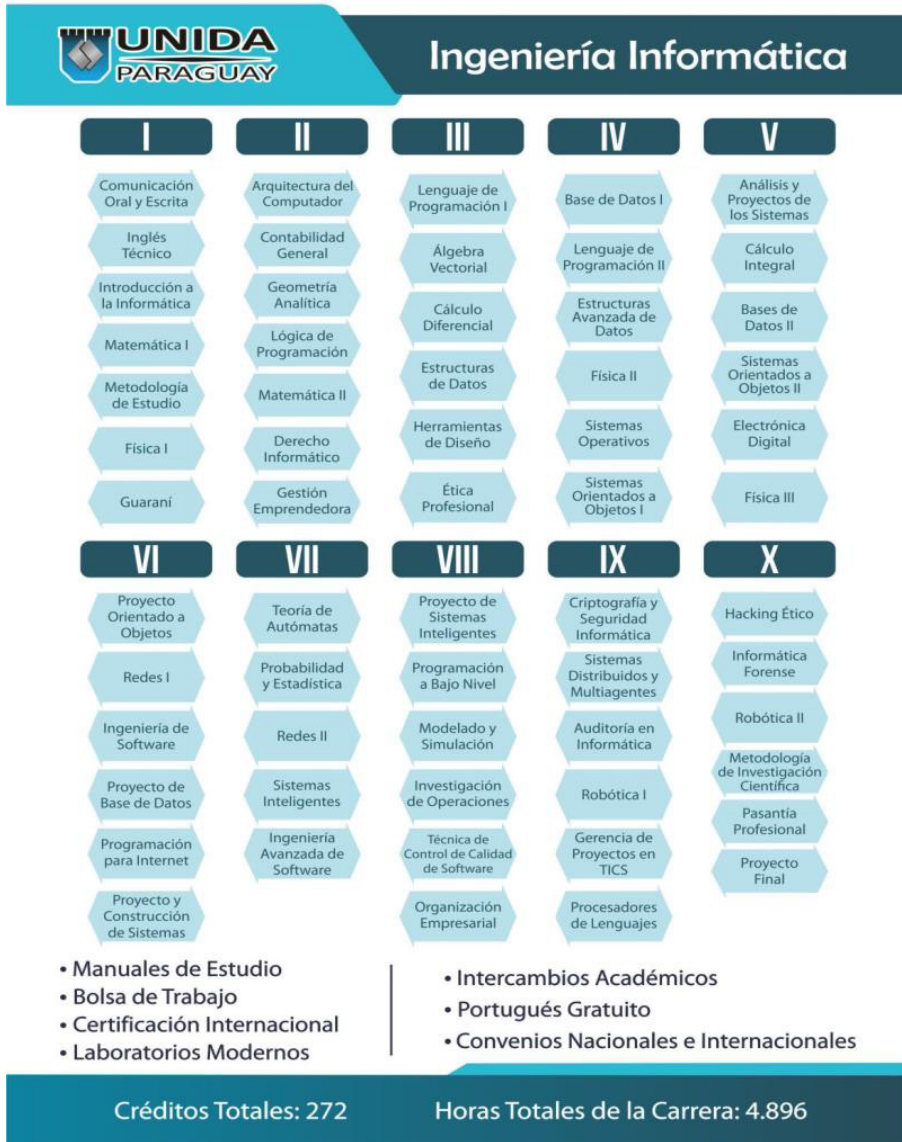 UNIDA
PARAGUAY
Ingeniería Informática
I
Comunicación
Oral y Escrita
Inglés
Técnico
Introducción a
la Informática
Matemática I
Metodología
de Estudio
Física I
Guaraní
II
Arquitectura del
Computador
Contabilidad
General
Geometría
Analítica
Lógica de
Programación
Matemática II
Derecho
Informático
Gestión
Emprendedora
III
Lenguaje de
Programación I
Álgebra
Vectorial
Cálculo
Diferencial
Estructuras
de Datos
Herramientas
de Diseño
Ética
Profesional
IV
Base de Datos I
Lenguaje de
Programación II
Estructuras
Avanzada de
Datos
Física II
Sistemas
Operativos
Sistemas
Orientados a
Objetos I
V
Análisis y
Proyectos de
los Sistemas
Cálculo
Integral
Bases de
Datos II
Sistemas
Orientados a
Objetos II
Electrónica
Digital
Física III
VI
Proyecto
Orientado a
Objetos
Redes I
Ingeniería de
Software
Proyecto de
Base de Datos
Programación
para Internet
Proyecto y
Construcción
de Sistemas
VII
Teoría de
Autómatas
Probabilidad
y Estadística
Redes II
Sistemas
Inteligentes
Ingeniería
Avanzada de
Software
VIII
Proyecto de
Sistemas
Inteligentes
Programación
a Bajo Nivel
Modelado y
Simulación
Investigación
de Operaciones
Técnica de
Control de Calidad
de Software
Organización
Empresarial
IX
Criptografía y
Seguridad
Informática
Sistemas
Distribuidos y
Multiagentes
Auditoría en
Informática
Robótica I
Gerencia de
Proyectos en
TICS
Procesadores
de Lenguajes
X
Hacking Ético
Informática
Forense
Robótica II
Metodología
de Investigación
Científica
Pasantía
Profesional
Proyecto
Final
• Manuales de Estudio
• Bolsa de Trabajo
• Certificación Internacional
• Laboratorios Modernos
• Intercambios Académicos
• Portugués Gratuito
• Convenios Nacionales e Internacionales
Créditos Totales: 272
Horas Totales de la Carrera: 4.896